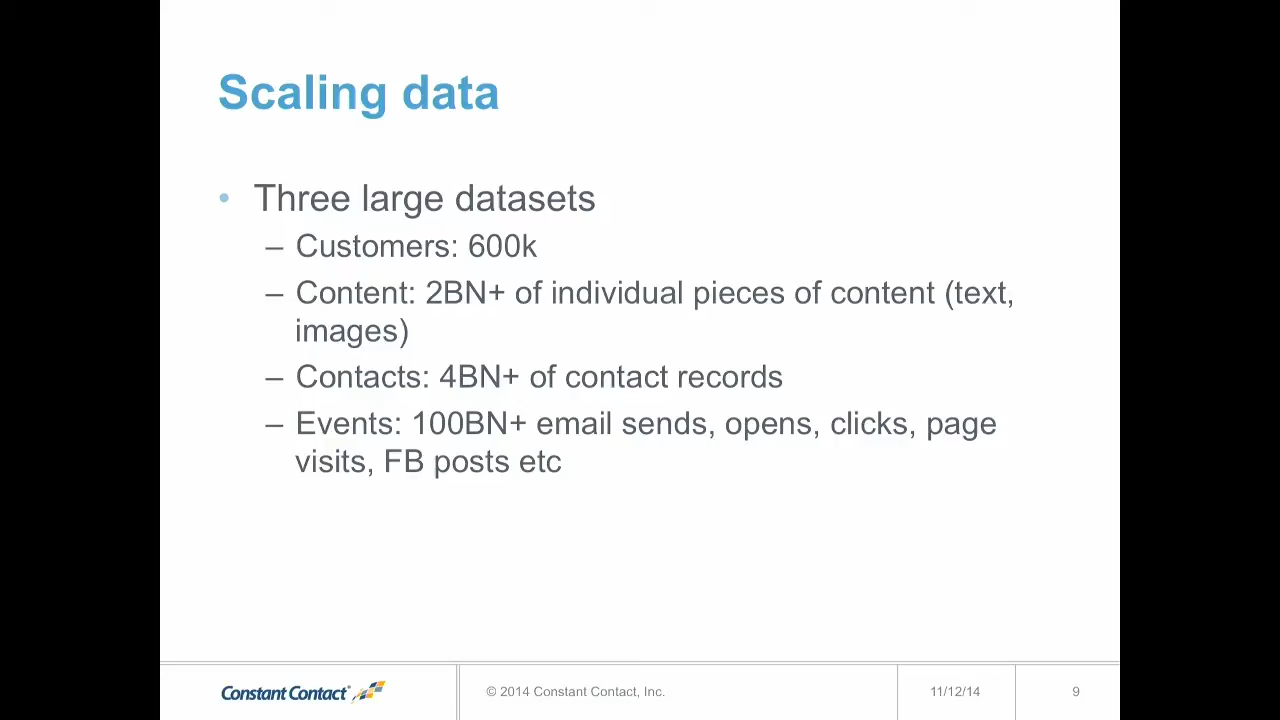 Scaling data
• Three large datasets
– Customers: 600k
– Content: 2BN+ of individual pieces of content (text,
images)
– Contacts: 4BN+ of contact records
– Events: 100BN+ email sends, opens, clicks, page
visits, FB posts etc
Constant Contact®
© 2014 Constant Contact, Inc.
11/12/14
9